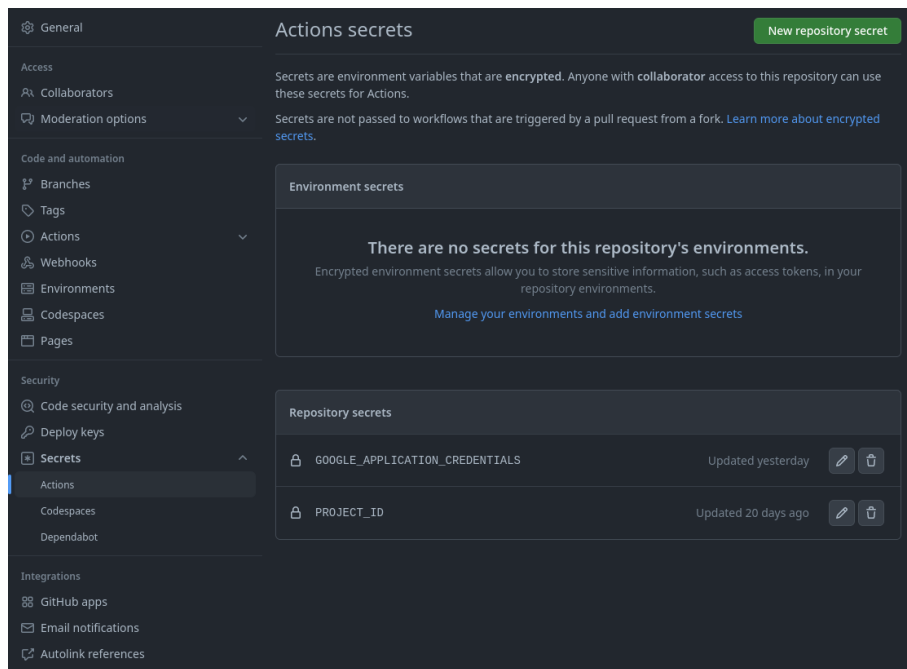 General
Access
Collaborators
Moderation options
Code and automation
Branches
Tags
Actions
Webhooks
Environments
Codespaces
Pages
Security
Code security and analysis
Deploy keys
Secrets
Actions
Codespaces
Dependabot
Integrations
GitHub apps
Email notifications
Autolink references
Actions secrets
New repository secret
Secrets are environment variables that are encrypted. Anyone with collaborator access to this repository can use
these secrets for Actions.
Secrets are not passed to workflows that are triggered by a pull request from a fork. Learn more about encrypted
secrets.
Environment secrets
There are no secrets for this repository's environments.
Encrypted environment secrets allow you to store sensitive information, such as access tokens, in your
repository environments.
Manage your environments and add environment secrets
Repository secrets
GOOGLE_APPLICATION_CREDENTIALS Updated yesterday
PROJECT_ID Updated 20 days ago